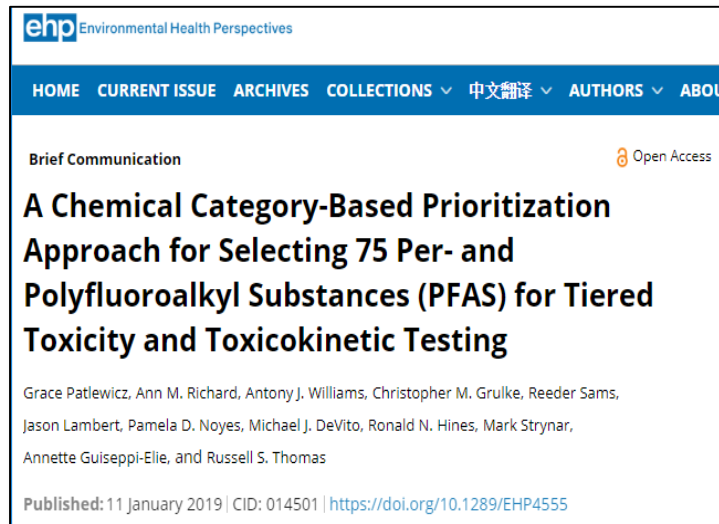 ehp Environmental Health Perspectives
HOME CURRENT ISSUE ARCHIVES COLLECTIONS 中文翻译 AUTHORS ABOU
Brief Communication
Open Access
A Chemical Category-Based Prioritization
Approach for Selecting 75 Per- and
Polyfluoroalkyl Substances (PFAS) for Tiered
Toxicity and Toxicokinetic Testing
Grace Patlewicz, Ann M. Richard, Antony J. Williams, Christopher M. Grulke, Reeder Sams,
Jason Lambert, Pamela D. Noyes, Michael J. DeVito, Ronald N. Hines, Mark Strynar,
Annette Guiseppi-Elie, and Russell S. Thomas
Published: 11 January 2019 | CID: 014501 | https://doi.org/10.1289/EHP4555